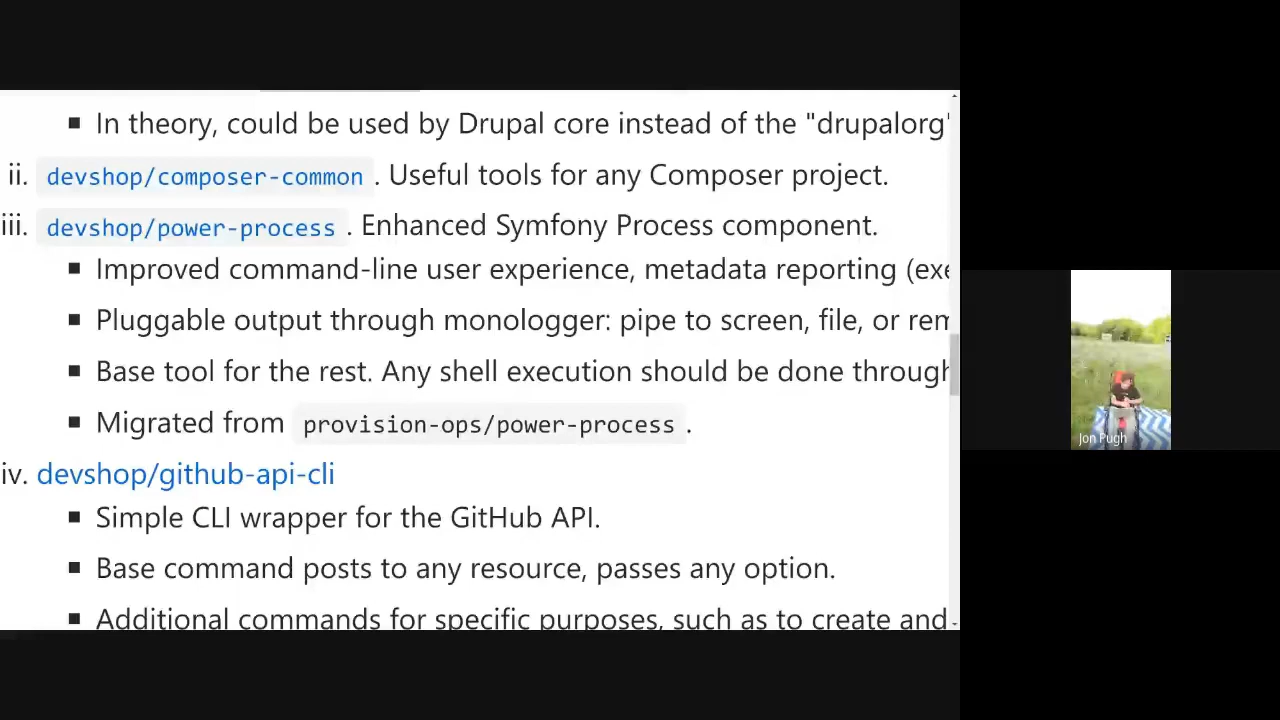 ▪ In theory, could be used by Drupal core instead of the "drupalorg"
ii. devshop/composer-common . Useful tools for any Composer project.
iii. devshop/power-process . Enhanced Symfony Process component.
▪ Improved command-line user experience, metadata reporting (exe
▪ Pluggable output through monologger: pipe to screen, file, or rem
▪ Base tool for the rest. Any shell execution should be done through
▪ Migrated from provision-ops/power-process .
iv. devshop/github-api-cli
▪ Simple CLI wrapper for the GitHub API.
▪ Base command posts to any resource, passes any option.
▪ Additional commands for specific purposes, such as to create and
Jon Pugh